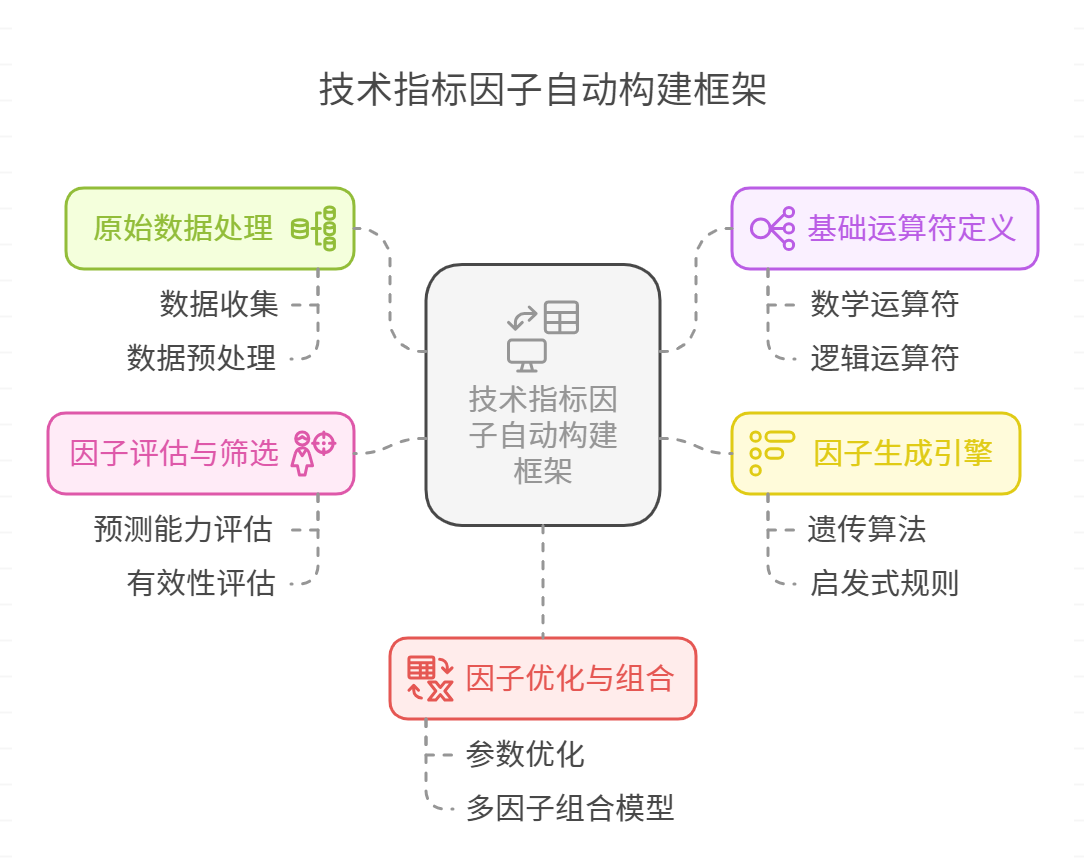 技术指标因子自动构建框架
原始数据处理
数据收集
数据预处理
因子评估与筛选
预测能力评估
有效性评估
技术指标因
子自动构建
框架
基础运算符定义
数学运算符
逻辑运算符
因子生成引擎
遗传算法
启发式规则
因子优化与组合
参数优化
多因子组合模型